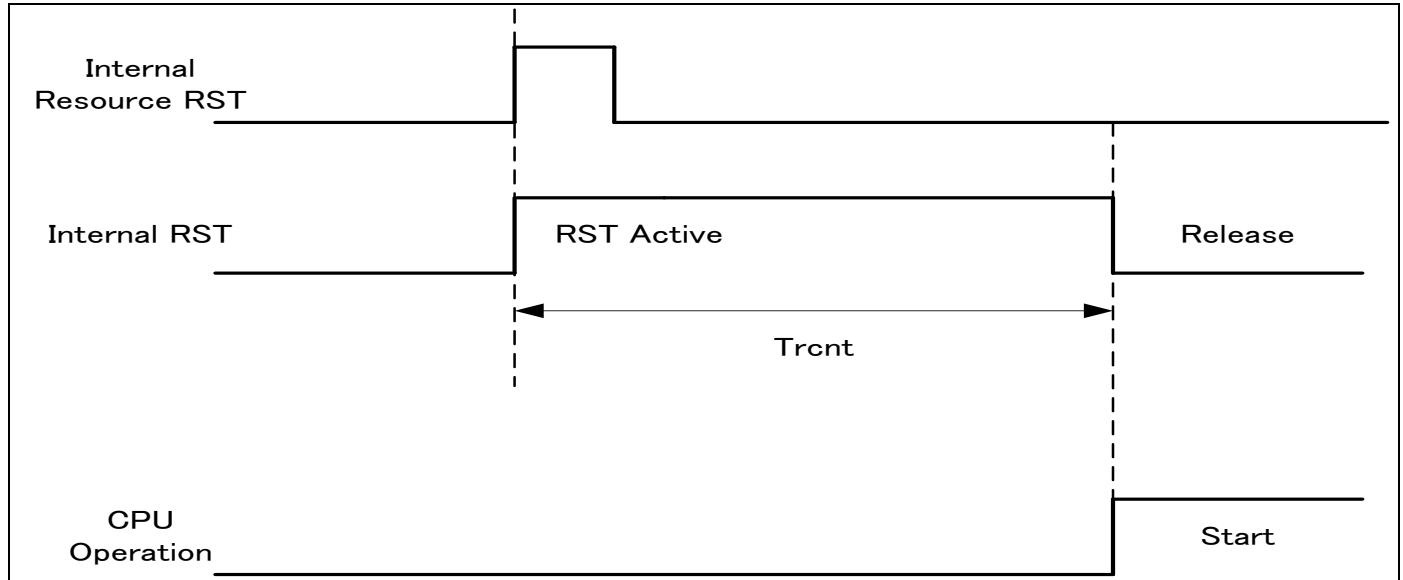 Internal
Resource RST
Internal RST
RST Active
Release
Trcnt
CPU
Operation
Start